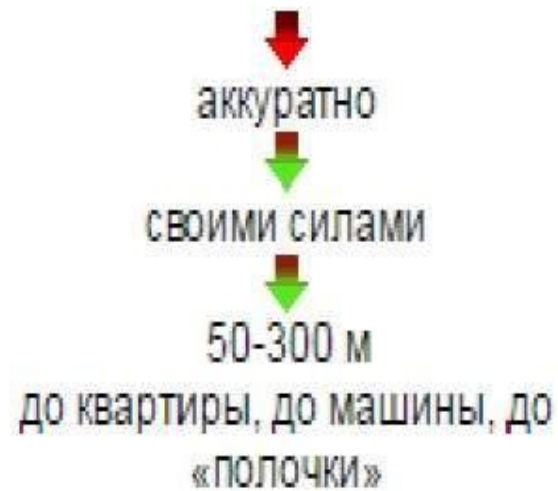 аккуратно
своими силами
50-300 м
до квартиры, до машины, до
«полочки»